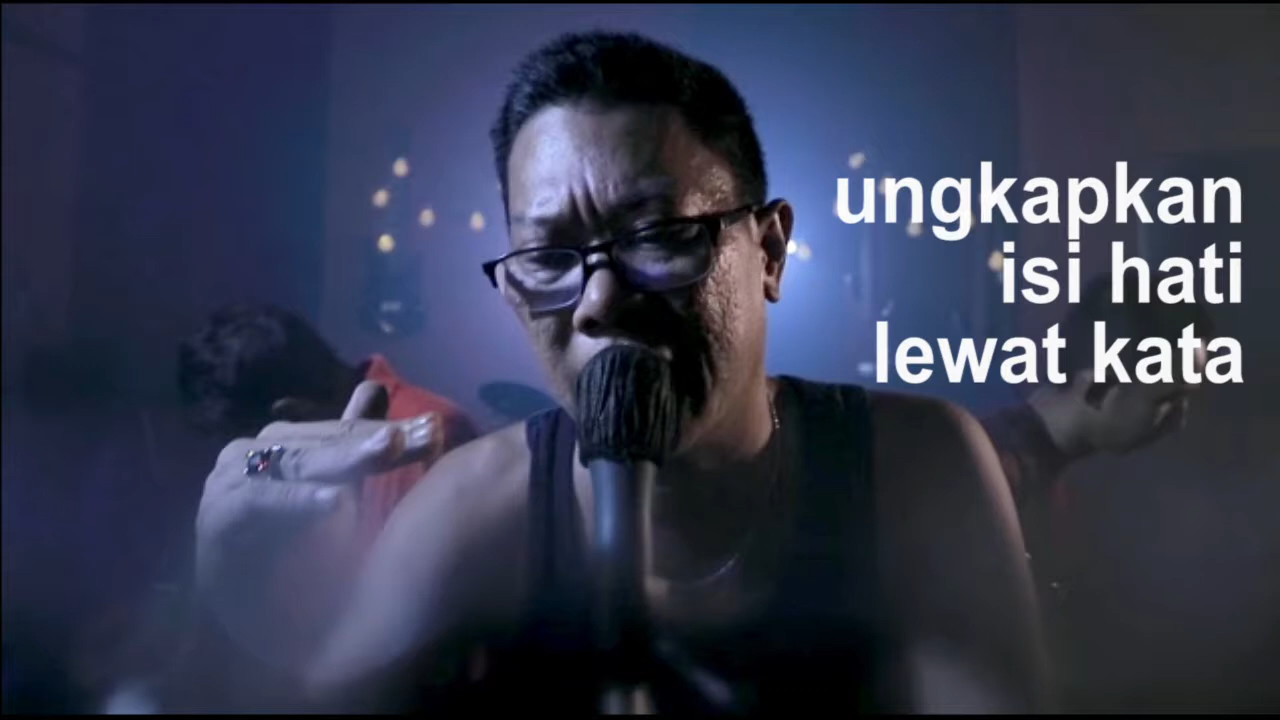 ungkapkan
isi hati
lewat kata